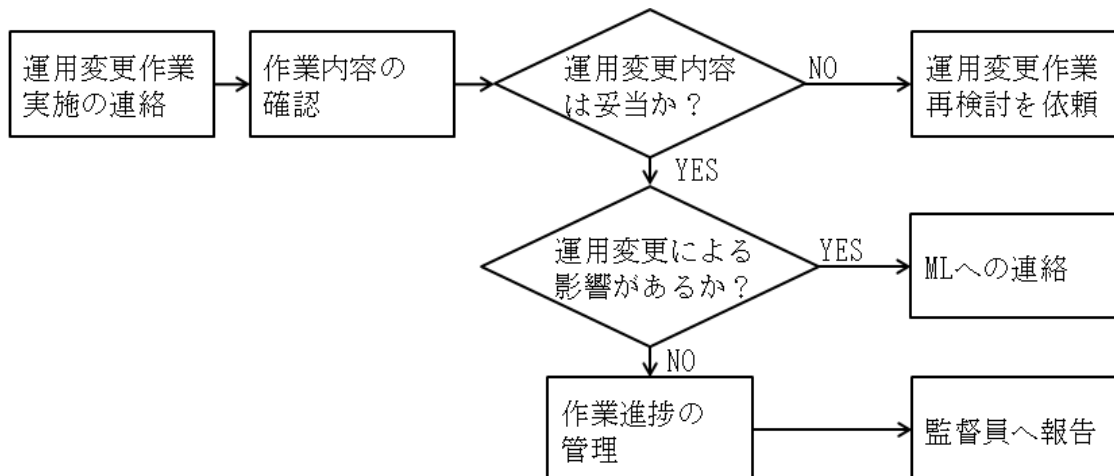 運用変更作業
実施の連絡
作業内容の
確認
運用変更内容
は妥当か？
NO
運用変更作業
再検討を依頼
YES
運用変更による
影響があるか？
YES
MLへの連絡
NO
作業進捗の
管理
監督員へ報告